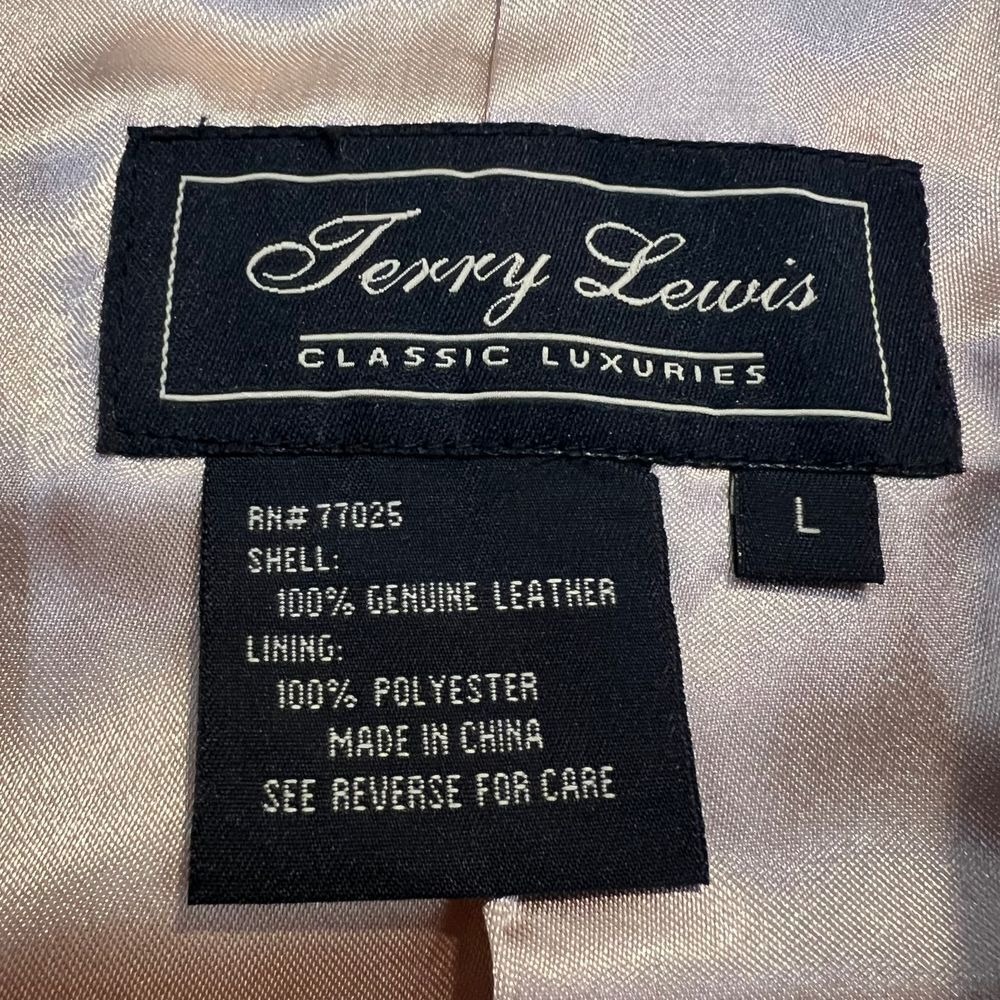 Terry Lewis
CLASSIC LUXURIES
L
RN# 77025
SHELL:
100% GENUINE LEATHER
LINING:
100% POLYESTER
MADE IN CHINA
SEE REVERSE FOR CARE